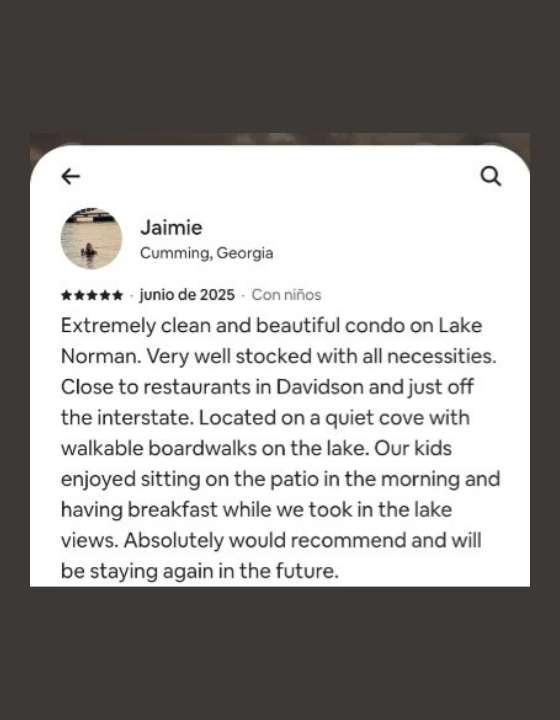 Jaimie
Cumming, Georgia
★★★★★ · junio de 2025 · Con niños
Extremely clean and beautiful condo on Lake
Norman. Very well stocked with all necessities.
Close to restaurants in Davidson and just off
the interstate. Located on a quiet cove with
walkable boardwalks on the lake. Our kids
enjoyed sitting on the patio in the morning and
having breakfast while we took in the lake
views. Absolutely would recommend and will
be staying again in the future.